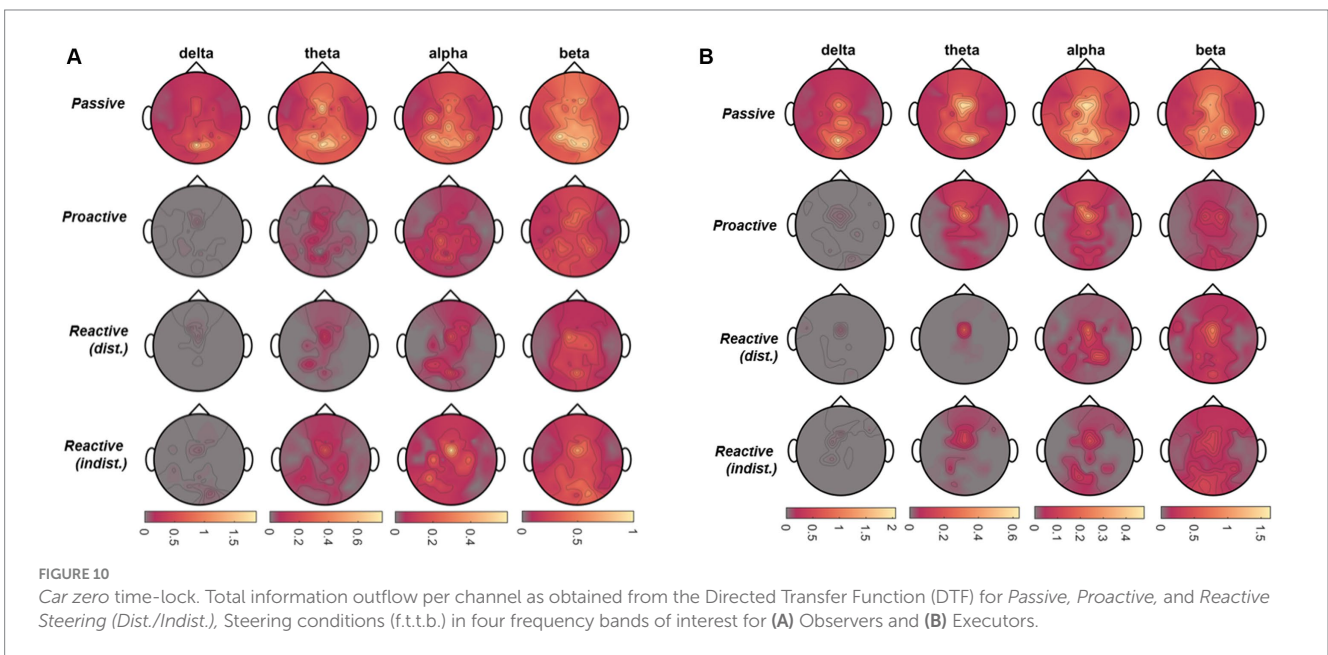 A
delta theta alpha beta
Passive
Proactive
Reactive
(dist.)
Reactive
(indist.)
0 0.5 1 1.5
0 0.2 0.4 0.6
0 0.2 0.4
0 0.5 1
B
delta theta alpha beta
Passive
Proactive
Reactive
(dist.)
Reactive
(indist.)
0 0.5 1 1.5 2
0 0.2 0.4 0.6
0 0.1 0.2 0.3 0.4
0 0.5 1 1.5
FIGURE 10
Car zero time-lock. Total information outflow per channel as obtained from the Directed Transfer Function (DTF) for Passive, Proactive, and Reactive
Steering (Dist./Indist.), Steering conditions (f.t.t.b.) in four frequency bands of interest for (A) Observers and (B) Executors.